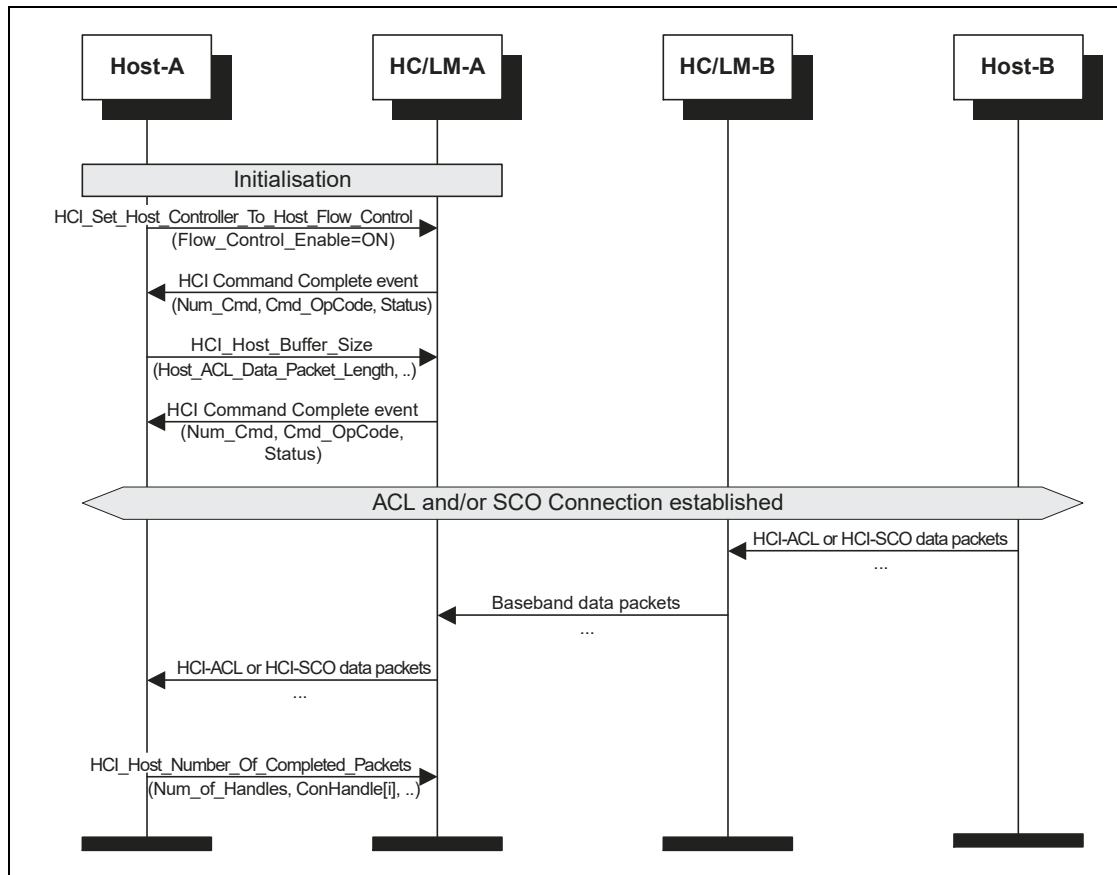 Host-A
HC/LM-A
HC/LM-B
Host-B
Initialisation
HCI_Set_Host_Controller_To_Host_Flow_Control
(Flow_Control_Enable=ON)
HCI Command Complete event
(Num_Cmd, Cmd_OpCode, Status)
HCI_Host_Buffer_Size
(Host_ACL_Data_Packet_Length, ..)
HCI Command Complete event
(Num_Cmd, Cmd_OpCode,
Status)
ACL and/or SCO Connection established
HCI-ACL or HCI-SCO data packets
...
Baseband data packets
...
HCI-ACL or HCI-SCO data packets
...
HCI_Host_Number_Of_Completed_Packets
(Num_of_Handles, ConHandle[i], ..)